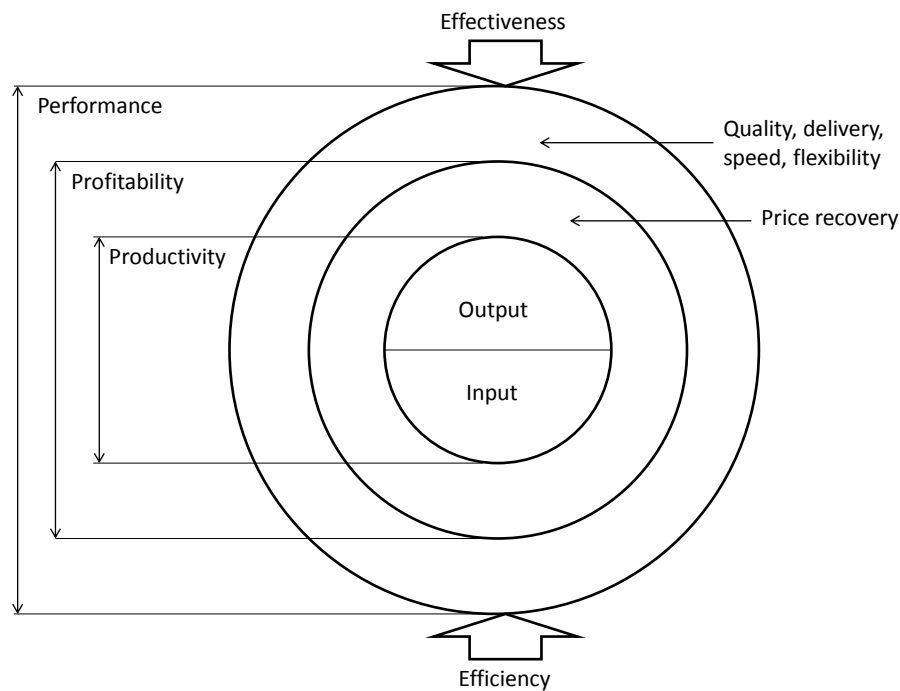 Effectiveness
Performance
Quality, delivery,
speed, flexibility
Profitability
Price recovery
Productivity
Output
Input
Efficiency